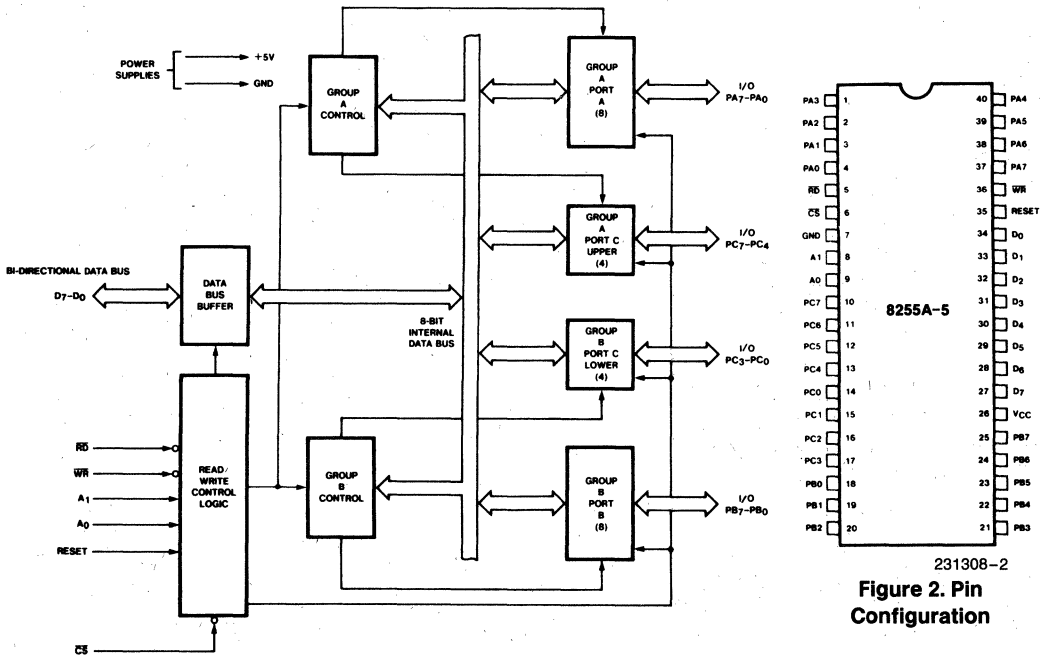 POWER
SUPPLIES
+5V
GND
GROUP
A
CONTROL
GROUP
A
PORT
A
(8)
I/O
PA7-PA0
GROUP
A
PORT C
UPPER
(4)
I/O
PC7-PC4
BI-DIRECTIONAL DATA BUS
D7-D0
DATA
BUS
BUFFER
8-BIT
INTERNAL
DATA BUS
GROUP
B
PORT C
LOWER
(4)
I/O
PC3-PC0
RD
WR
A1
A0
RESET
CS
READ/
WRITE
CONTROL
LOGIC
GROUP
B
CONTROL
GROUP
B
PORT
B
(8)
I/O
PB7-PB0
PA3 1 40 PA4
PA2 2 39 PA5
PA1 3 38 PA6
PA0 4 37 PA7
RD 5 36 WR
CS 6 35 RESET
GND 7 34 D0
A1 8 33 D1
A0 9 32 D2
PC7 10 31 D3
8255A-5
PC6 11 30 D4
PC5 12 29 D5
PC4 13 28 D6
PC0 14 27 D7
PC1 15 26 VCC
PC2 16 25 PB7
PC3 17 24 PB6
PB0 18 23 PB5
PB1 19 22 PB4
PB2 20 21 PB3
231308-2
Figure 2. Pin
Configuration